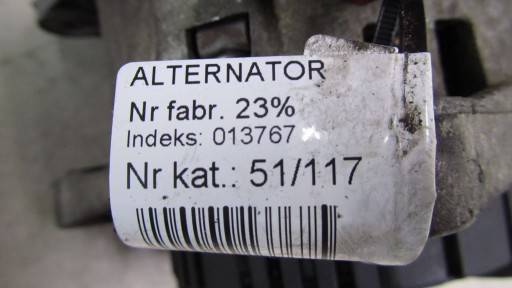 ALTERNATOR
Nr fabr. 23%
Indeks: 013767
Nr kat.: 51/117